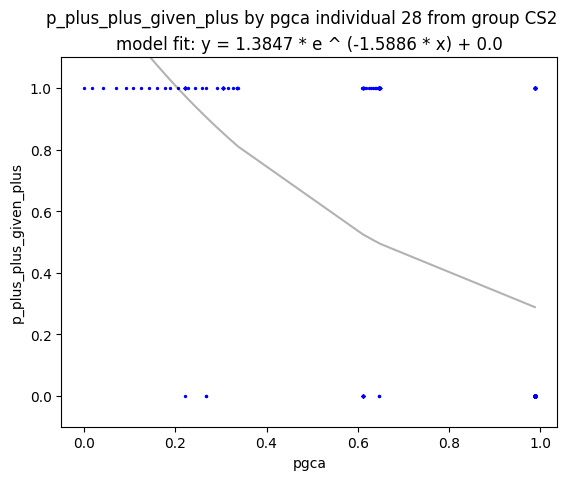 p_plus_plus_given_plus by pgca individual 28 from group CS2
model fit: y = 1.3847 * e ^ (-1.5886 * x) + 0.0
1.0
0.8
0.6
0.4
0.2
0.0
p_plus_plus_given_plus
0.0 0.2 0.4 0.6 0.8 1.0
pgca